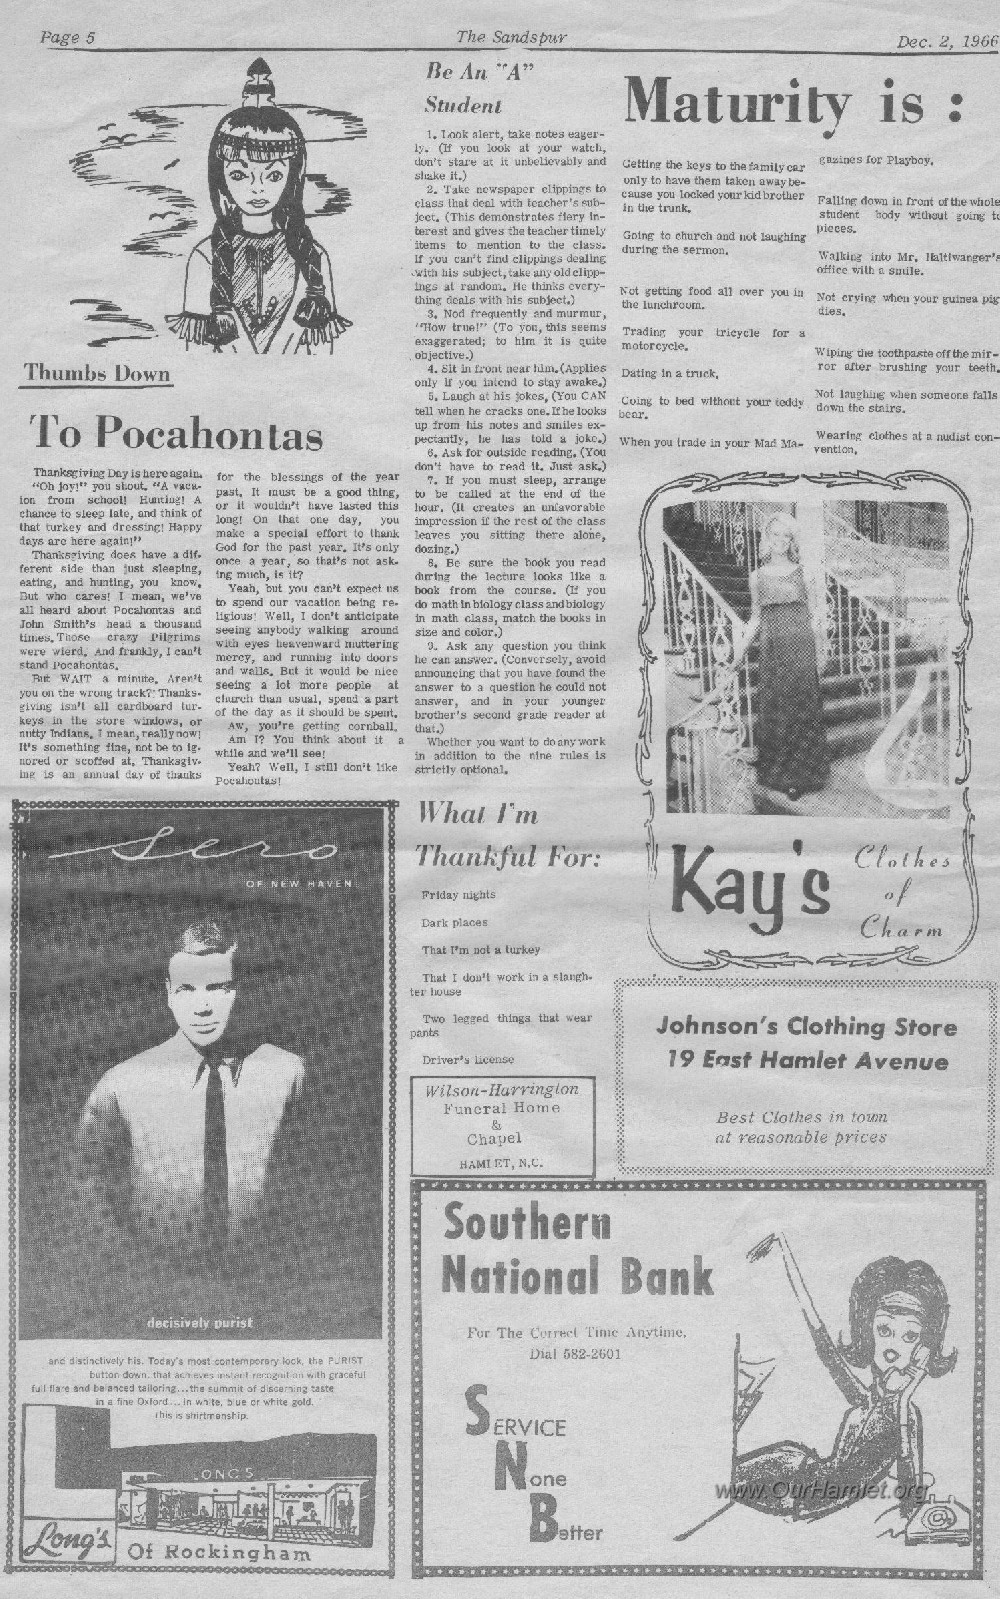 Page 5
The Sandspur
Dec. 2, 1966
Thumbs Down
To Pocahontas
Thanksgiving Day is here again.
"Oh joy!" you shout. "A vaca-
ion from school! Hunting! A
chance to sleep late, and think of
that turkey and dressing! Happy
days are here again!"
Thanksgiving does have a dif-
ferent side than just sleeping,
eating, and hunting, you know.
But who cares! I mean, we've
all heard about Pocahontas and
John Smith's head a thousand
times. Those crazy Pilgrims
were wierd. And frankly, I can't
stand Pocahontas.
But WAIT a minute. Aren't
you on the wrong track? Thanks-
giving isn't all cardboard tur-
keys in the store windows, or
nutty Indians. I mean, really now!
It's something fine, not be to ig-
nored or scoffed at. Thanksgiv-
ing is an annual day of thanks
for the blessings of the year
past. It must be a good thing,
or it wouldn't have lasted this
long! On that one day, you
make a special effort to thank
God for the past year. It's only
once a year, so that's not ask-
ing much, is it?
Yeah, but you can't expect us
to spend our vacation being re-
ligious! Well, I don't anticipate
seeing anybody walking around
with eyes heavenward muttering
mercy, and running into doors
and walls. But it would be nice
seeing a lot more people at
church than usual, spend a part
of the day as it should be spent.
Aw, you're getting cornball.
Am I? You think about it a
while and we'll see!
Yeah? Well, I still don't like
Pocahontas!
Be An "A"
Student
1. Look alert, take notes eager-
ly. (If you look at your watch,
don't stare at it unbelievably and
shake it.)
2. Take newspaper clippings to
class that deal with teacher's sub-
ject. (This demonstrates fiery in-
terest and gives the teacher timely
items to mention to the class.
If you can't find clippings dealing
with his subject, take any old clipp-
ings at random. He thinks every-
thing deals with his subject.)
3. Nod frequently and murmur,
"How true!" (To you, this seems
exaggerated; to him it is quite
objective.)
4. Sit in front near him. (Applies
only if you intend to stay awake.)
5. Laugh at his jokes. (You CAN
tell when he cracks one. If he looks
up from his notes and smiles ex-
pectantly, he has told a joke.)
6. Ask for outside reading. (You
don't have to read it. Just ask.)
7. If you must sleep, arrange
to be called at the end of the
hour. (It creates an unfavorable
impression if the rest of the class
leaves you sitting there alone,
dozing.)
8. Be sure the book you read
during the lecture looks like a
book from the course. (If you
do math in biology class and biology
in math class, match the books in
size and color.)
9. Ask any question you think
he can answer. (Conversely, avoid
announcing that you have found the
answer to a question he could not
answer, and in your younger
brother's second grade reader at
that.)
Whether you want to do any work
in addition to the nine rules is
strictly optional.
Maturity is :
Getting the keys to the family car
only to have them taken away be-
cause you locked your kid brother
in the trunk.
Going to church and not laughing
during the sermon.
Not getting food all over you in
the lunchroom.
Trading your tricycle for a
motorcycle.
Dating in a truck.
Going to bed without your teddy
bear.
When you trade in your Mad Ma-
gazines for Playboy.
Falling down in front of the whole
student body without going to
pieces.
Walking into Mr. Haltiwanger's
office with a smile.
Not crying when your guinea pig
dies.
Wiping the toothpaste off the mir-
ror after brushing your teeth.
Not laughing when someone falls
down the stairs.
Wearing clothes at a nudist con-
vention.
Kay's
Clothes
of
Charm
Sero
OF NEW HAVEN
decisively purist
and distinctively his. Today's most contemporary look, the PURIST
button-down, that achieves instant recognition with graceful
full flare and balanced tailoring...the summit of discerning taste
in a fine Oxford... in white, blue or white gold.
This is shirtmanship.
LONG'S
Long's
Of Rockingham
What I'm
Thankful For:
Friday nights
Dark places
That I'm not a turkey
That I don't work in a slaugh-
ter house
Two legged things that wear
pants
Driver's license
Wilson-Harrington
Funeral Home
&
Chapel
HAMLET, N.C.
Johnson's Clothing Store
19 East Hamlet Avenue
Best Clothes in town
at reasonable prices
Southern
National Bank
For The Correct Time Anytime,
Dial 582-2601
SERVICE
None
Better
www.OurHamlet.org